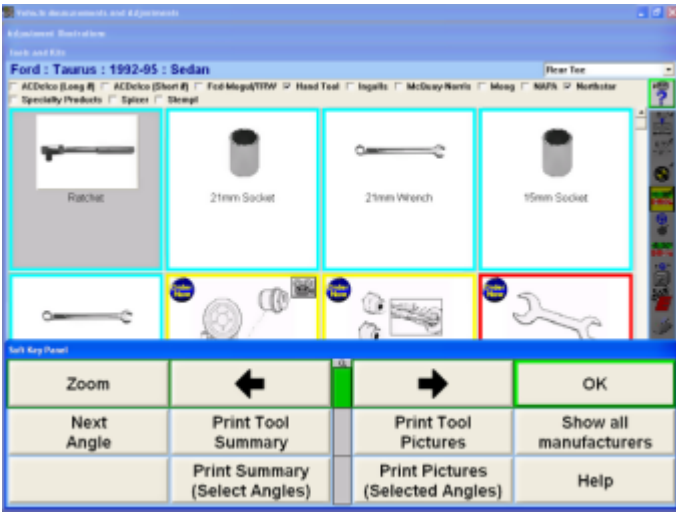 Vehicle Measurements and Adjustments
Adjustment Illustrations
Tools and Kits
Ford : Taurus : 1992-95 : Sedan
Rear Toe
ACDelco (Long #) ACDelco (Short #) Fed-Mogul/TRW Hand Tool Ingalls McQuay-Norris Moog NAPA Northstar
Specialty Products Spicer Stempf
Ratchet
21mm Socket
21mm Wrench
15mm Socket
Order Now
Order Now
Order Now
Soft Key Panel
Zoom
OK
Next
Angle
Print Tool
Summary
Print Tool
Pictures
Show all
manufacturers
Print Summary
(Select Angles)
Print Pictures
(Selected Angles)
Help